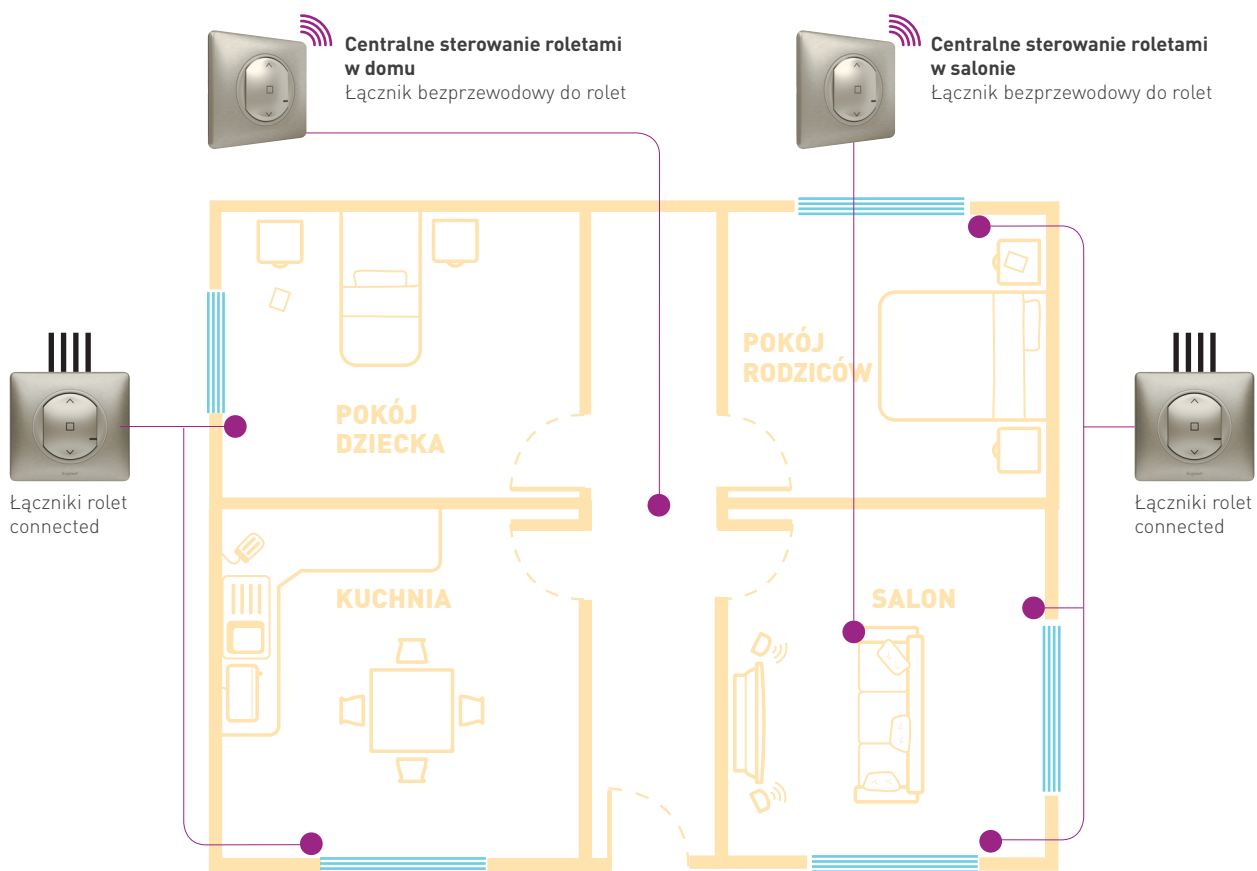 Centralne sterowanie roletami
w domu
Łącznik bezprzewodowy do rolet
Centralne sterowanie roletami
w salonie
Łącznik bezprzewodowy do rolet
POKÓJ
RODZICÓW
POKÓJ
DZIECKA
Łączniki rolet
connected
Łączniki rolet
connected
KUCHNIA
SALON